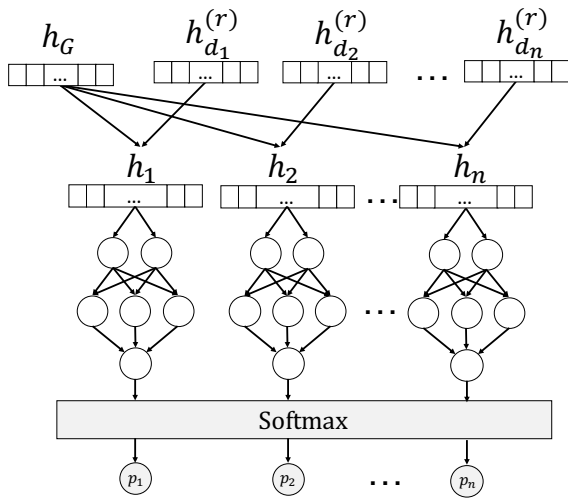 h_G h_{d_1}^{(r)} h_{d_2}^{(r)} h_{d_n}^{(r)}
... ... ... ... ...
h_1 h_2 h_n
... ... ... ...
...
Softmax
p_1 p_2 ... p_n